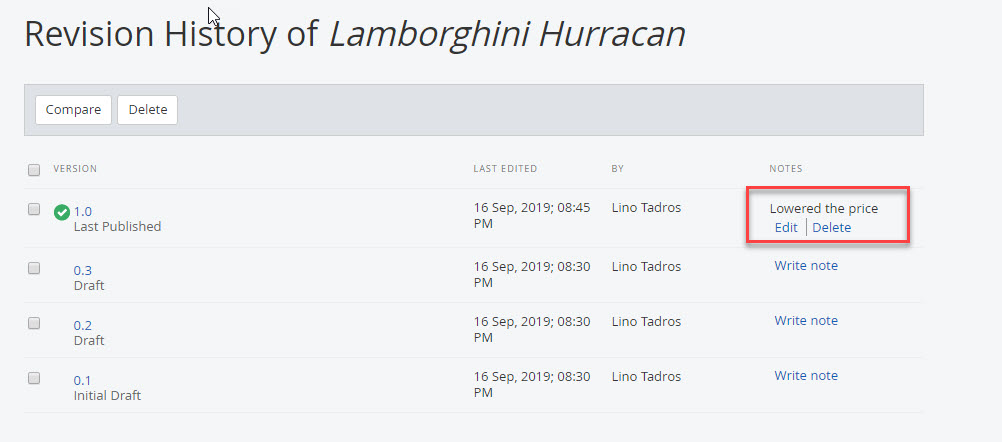 Revision History of Lamborghini Hurracan
Compare Delete
VERSION LAST EDITED BY NOTES
1.0 16 Sep, 2019; 08:45 Lino Tadros Lowered the price
Last Published PM Edit | Delete
0.3 16 Sep, 2019; 08:30 Lino Tadros Write note
Draft PM
0.2 16 Sep, 2019; 08:30 Lino Tadros Write note
Draft PM
0.1 16 Sep, 2019; 08:30 Lino Tadros Write note
Initial Draft PM